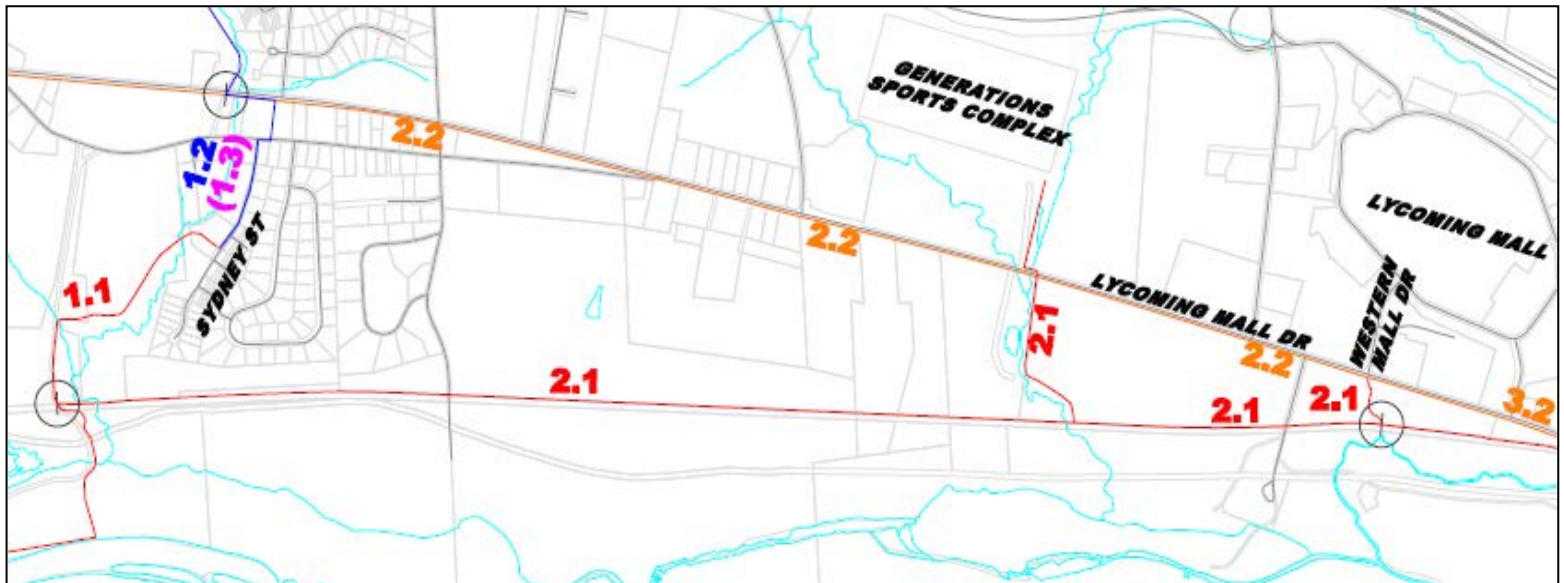 GENERATIONS
SPORTS COMPLEX
2.2
1.2
(1.3)
LYCOMING MALL
2.2
SYDNEY ST
1.1
LYCOMING MALL DR
WESTERN
MALL DR
2.1
2.2
2.1
2.1
2.1
3.2